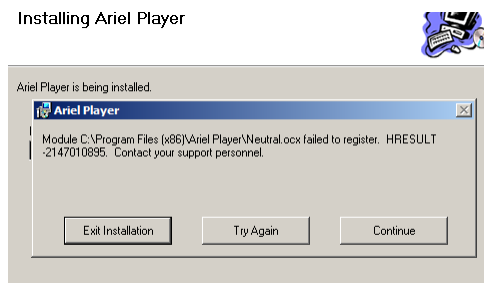 Installing Ariel Player
Ariel Player is being installed.
Ariel Player
Module C:\Program Files (x86)\Ariel Player\Neutral.ocx failed to register. HRESULT
-2147010895. Contact your support personnel.
Exit Installation
Try Again
Continue